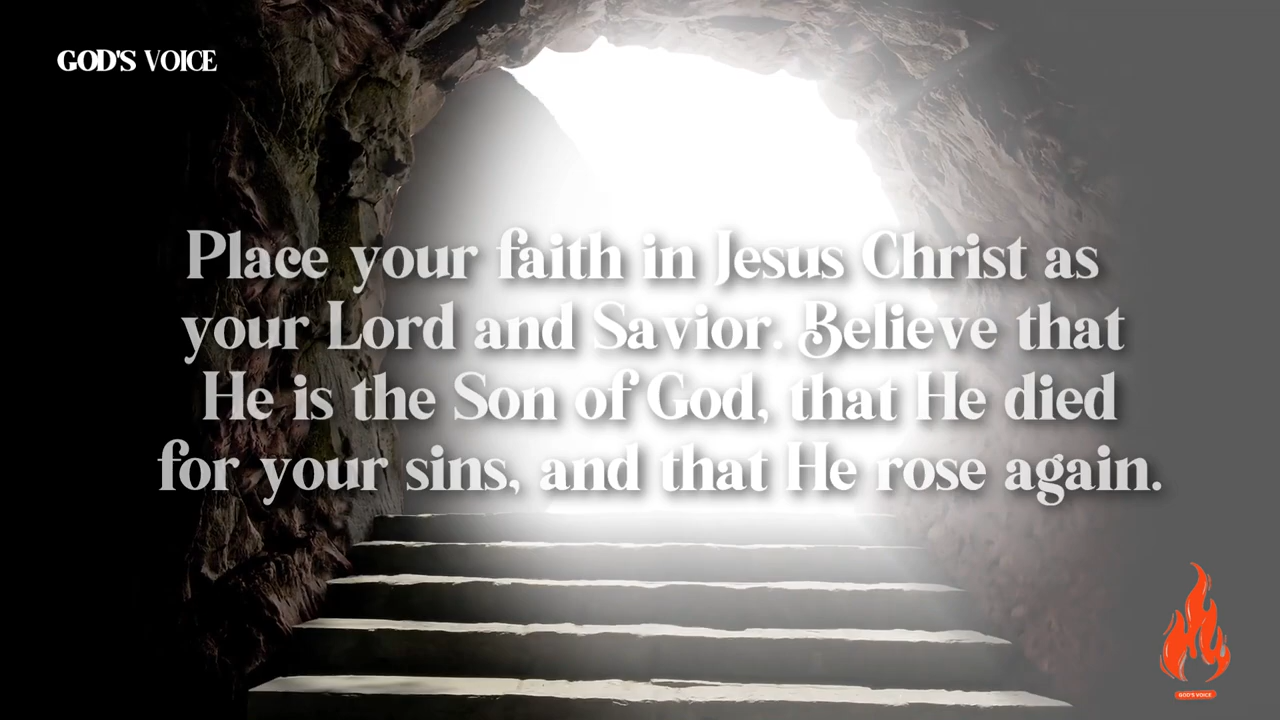 GOD'S VOICE
Place your faith in Jesus Christ as
your Lord and Savior. Believe that
He is the Son of God, that He died
for your sins, and that He rose again.
GOD'S VOICE